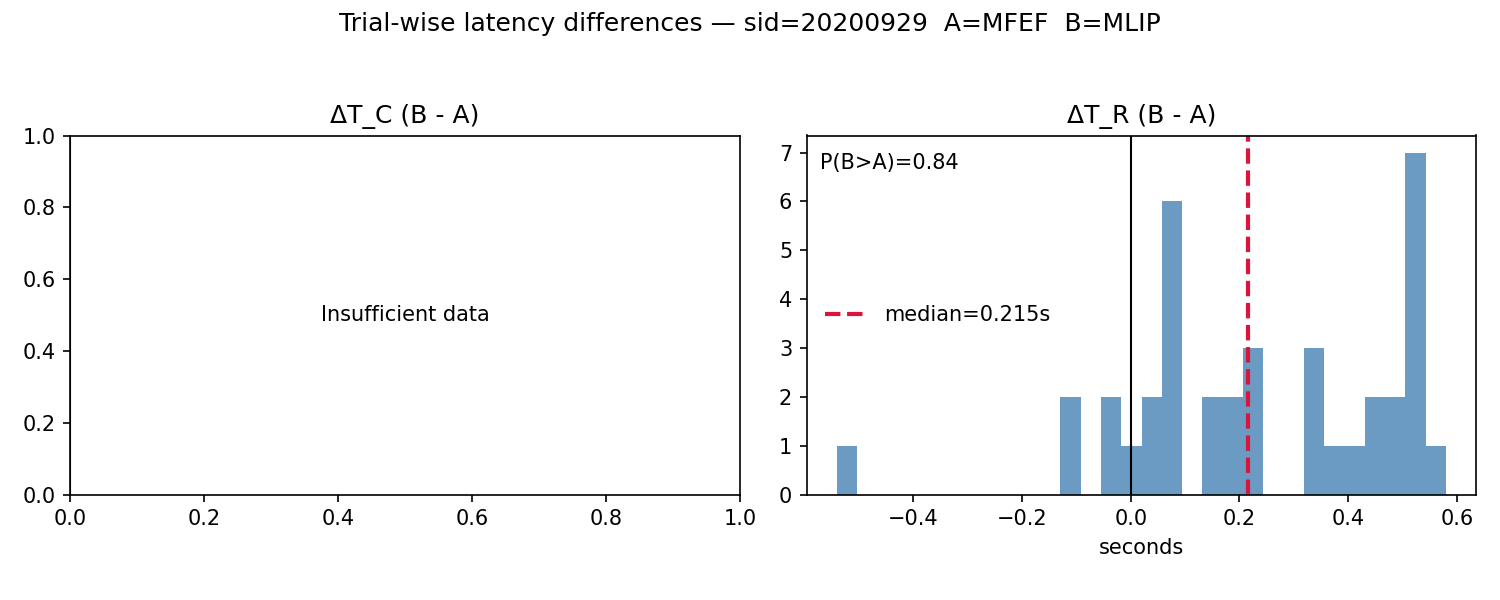 Trial-wise latency differences — sid=20200929  A=MFEF  B=MLIP
ΔT_C (B - A)
1.0
0.8
0.6
0.4
0.2
0.0
Insufficient data
0.0 0.2 0.4 0.6 0.8 1.0
ΔT_R (B - A)
7
6
5
4
3
2
1
0
P(B>A)=0.84
median=0.215s
−0.4 −0.2 0.0 0.2 0.4 0.6
seconds